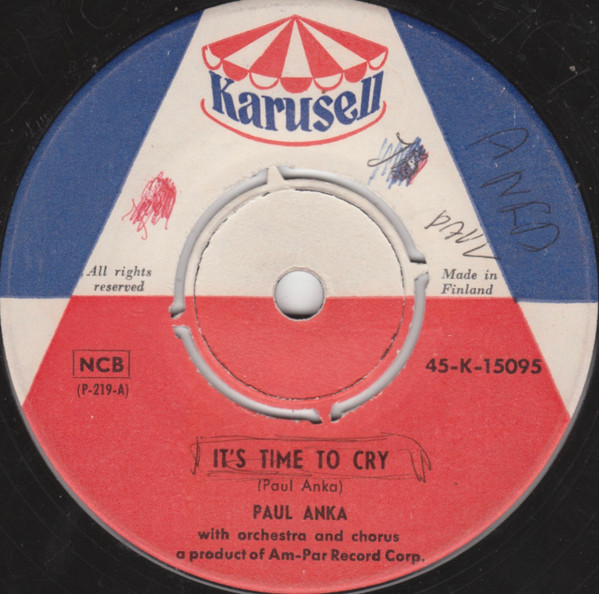 Karusell
PAUL
All rights
reserved
Made in
Finland
NCB
(P-219-A)
45-K-15095
IT'S TIME TO CRY
(Paul Anka)
PAUL ANKA
with orchestra and chorus
a product of Am-Par Record Corp.